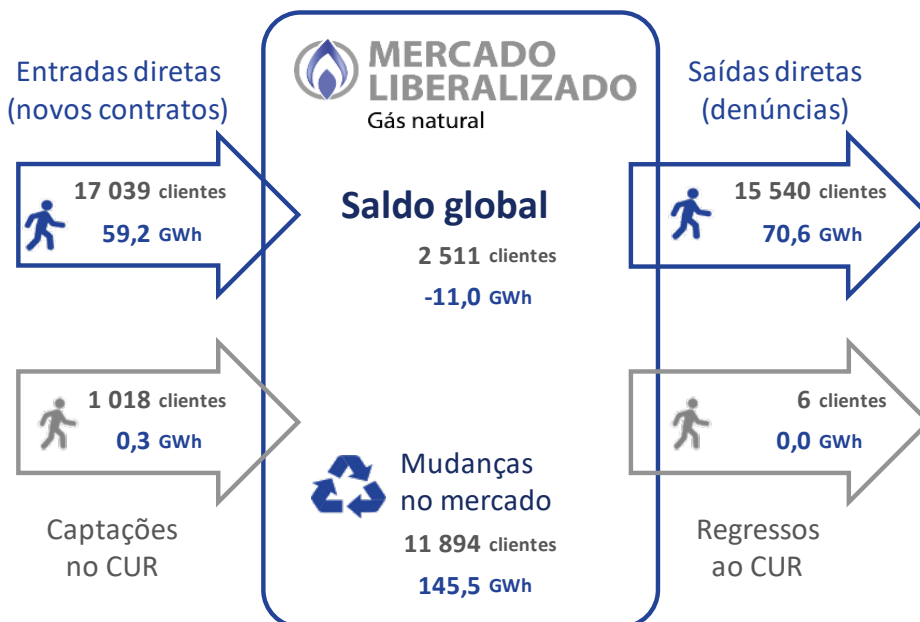 Entradas diretas
(novos contratos)
17 039 clientes
59,2 GWh
1 018 clientes
0,3 GWh
Captações
no CUR
MERCADO
LIBERALIZADO
Gás natural
Saldo global
2 511 clientes
-11,0 GWh
Mudanças
no mercado
11 894 clientes
145,5 GWh
Saídas diretas
(denúncias)
15 540 clientes
70,6 GWh
6 clientes
0,0 GWh
Regressos
ao CUR